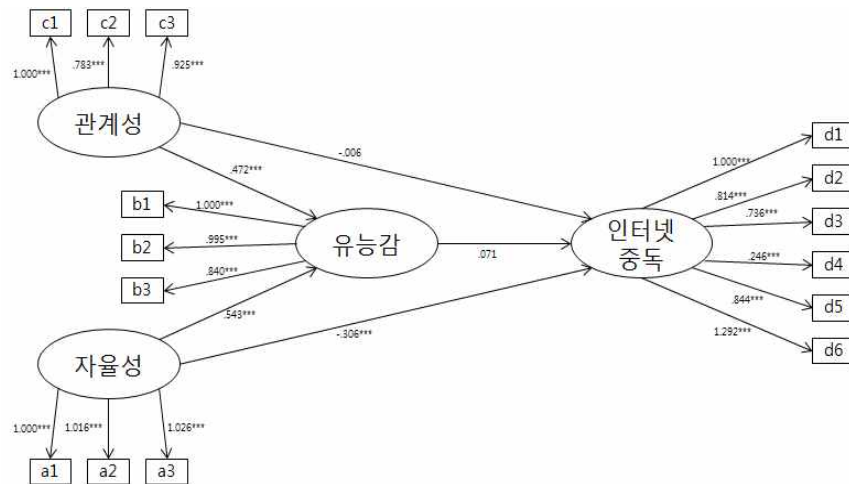 c1 c2 c3
1.000*** .783*** .925***
관계성
-.006
.472***
d1
1.000***
d2
.814***
b1
1.000***
d3
.736***
b2
.995***
유능감
.071
인터넷
중독
d4
.246***
b3
.840***
d5
.844***
.543***
-.306***
1.292***
d6
자율성
1.000*** 1.016*** 1.026***
a1 a2 a3